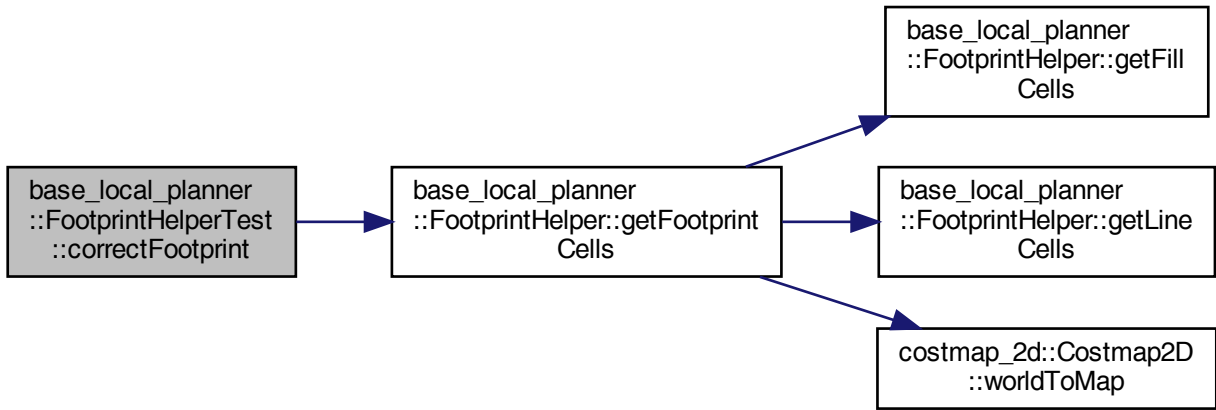 base_local_planner
::FootprintHelperTest
::correctFootprint
base_local_planner
::FootprintHelper::getFootprint
Cells
base_local_planner
::FootprintHelper::getFill
Cells
base_local_planner
::FootprintHelper::getLine
Cells
costmap_2d::Costmap2D
::worldToMap